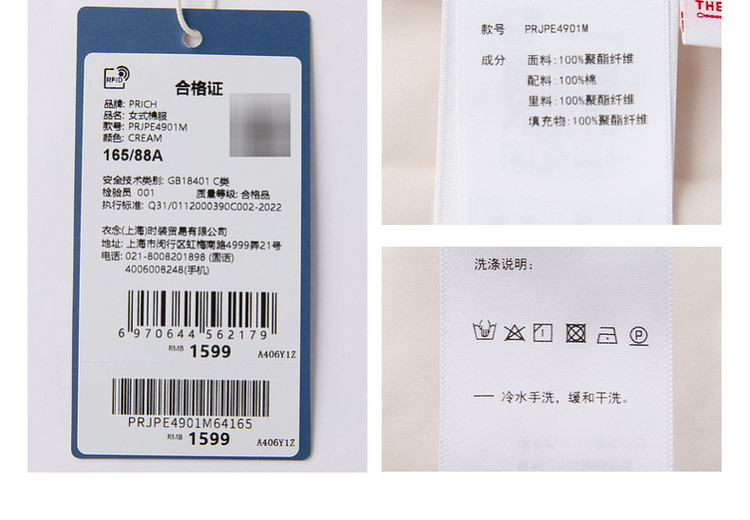 RFID
合格证
品牌: PRICH
品名: 女式棉服
款号: PRJPE4901M
颜色: CREAM
165/88A
安全技术类别: GB18401 C类
检验员 001 质量等级: 合格品
执行标准: Q31/0112000390C002-2022
衣念(上海)时装贸易有限公司
地址: 上海市闵行区虹梅南路4999弄21号
电话: 021-8008201898 (固话)
4006008248(手机)
6 970644 562179
RMB 1599 A406Y1Z
PRJPE4901M64165
RMB 1599 A406Y1Z
THE
款号 PRJPE4901M
成分 面料:100%聚酯纤维
配料:100%棉
里料:100%聚酯纤维
填充物:100%聚酯纤维
洗涤说明:
P
— 冷水手洗，缓和干洗。